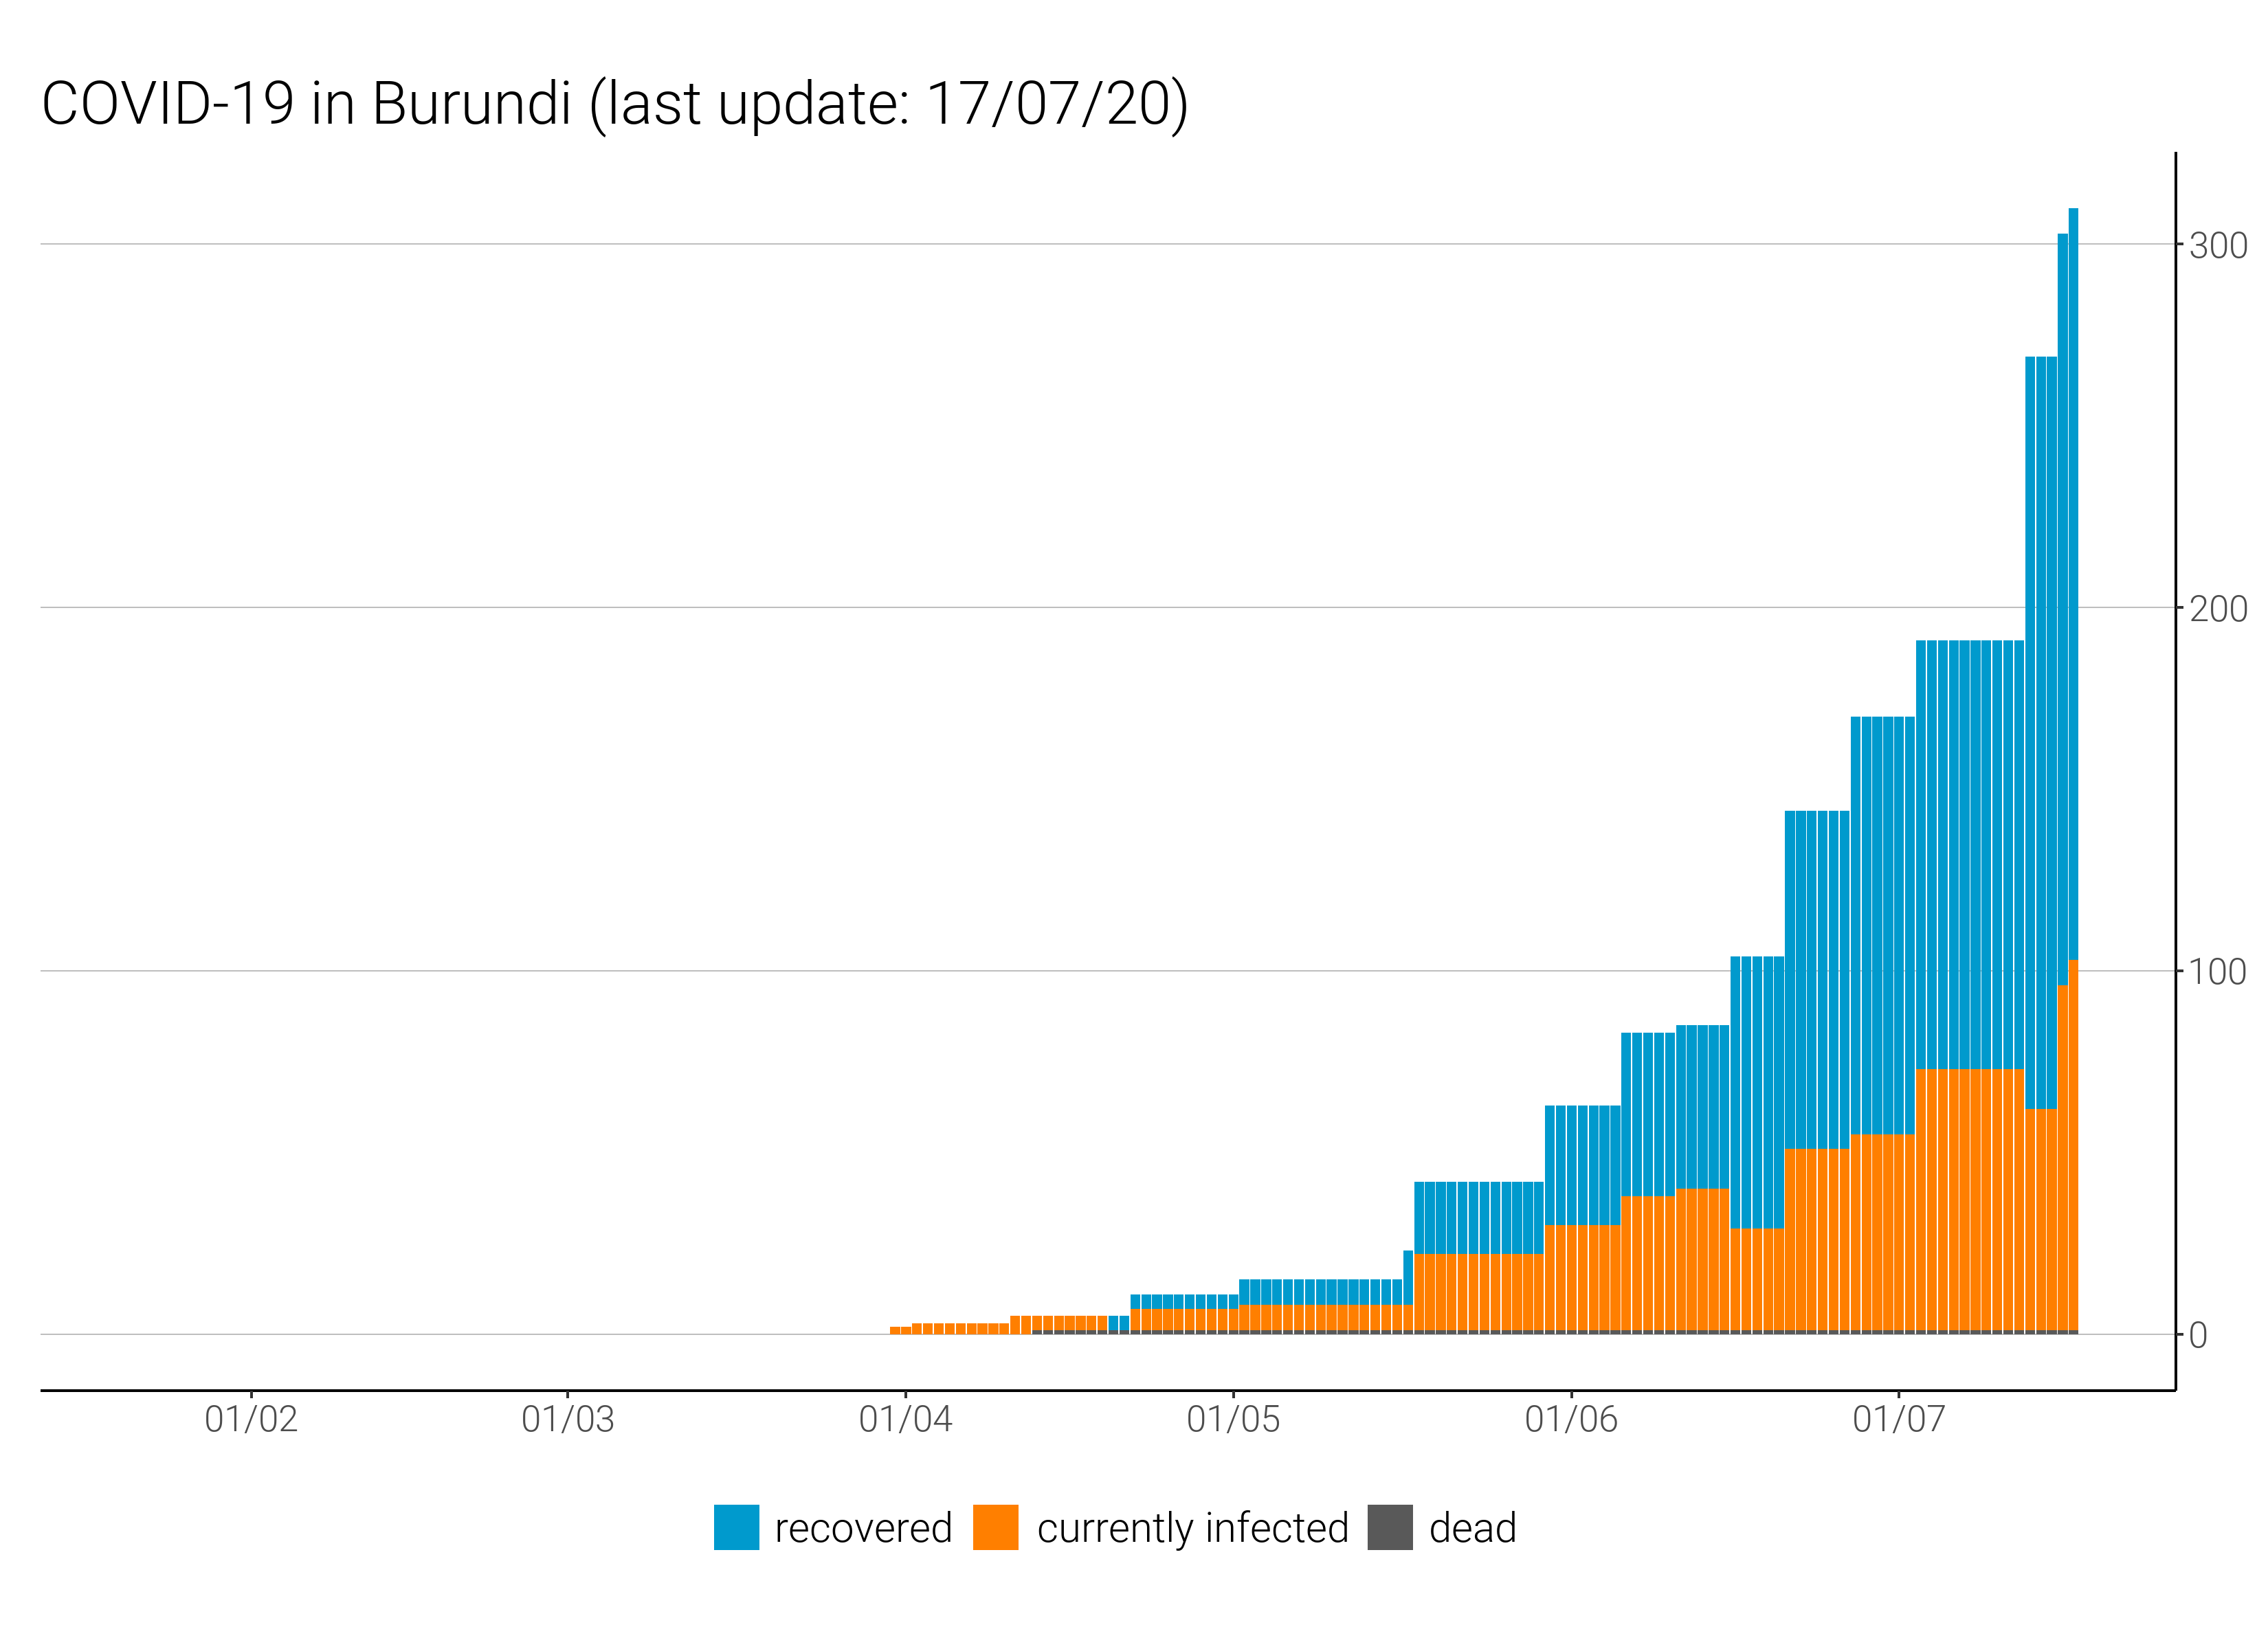 COVID-19 in Burundi (last update: 17/07/20)
300
200
100
0
01/02 01/03 01/04 01/05 01/06 01/07
recovered currently infected dead